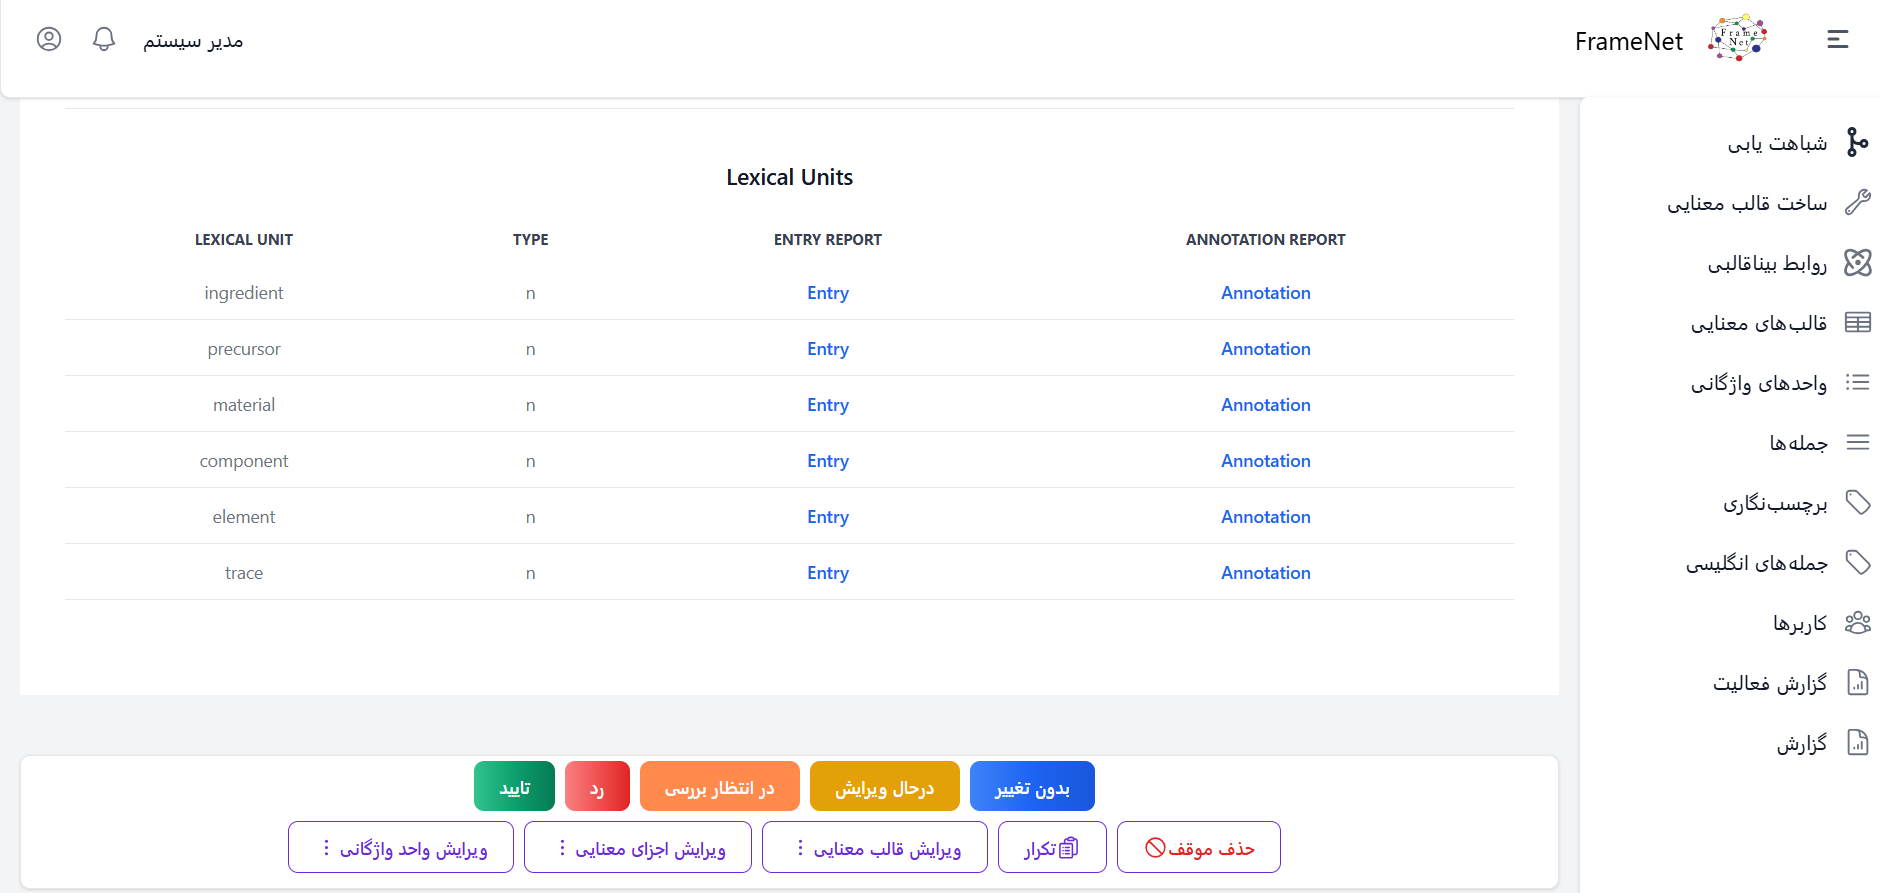 FrameNet
Frame
Net
مدیر سیستم
شباهت یابی
ساخت قالب معنایی
روابط بیناقالبی
قالب‌های معنایی
واحدهای واژگانی
جمله‌ها
برچسب‌نگاری
جمله‌های انگلیسی
کاربرها
گزارش فعالیت
گزارش
Lexical Units
LEXICAL UNIT TYPE ENTRY REPORT ANNOTATION REPORT
ingredient n Entry Annotation
precursor n Entry Annotation
material n Entry Annotation
component n Entry Annotation
element n Entry Annotation
trace n Entry Annotation
بدون تغییر درحال ویرایش در انتظار بررسی رد تایید
حذف موقف تکرار ویرایش قالب معنایی ویرایش اجزای معنایی ویرایش واحد واژگانی